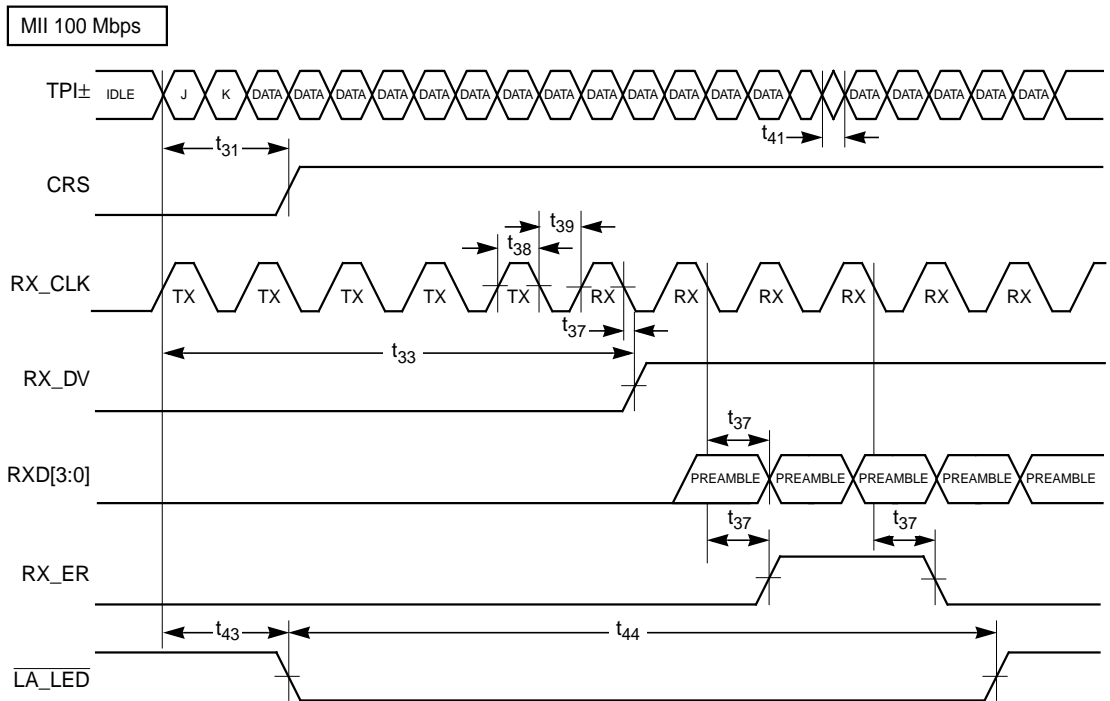 MII 100 Mbps
TPI± IDLE J K DATA DATA DATA DATA DATA DATA DATA DATA DATA DATA DATA DATA DATA DATA DATA DATA DATA DATA
t41
t31
CRS
t39
t38
RX_CLK TX TX TX TX TX RX RX RX RX RX RX
t37
t33
RX_DV
t37
RXD[3:0] PREAMBLE PREAMBLE PREAMBLE PREAMBLE PREAMBLE
t37 t37
RX_ER
t43 t44
LA_LED